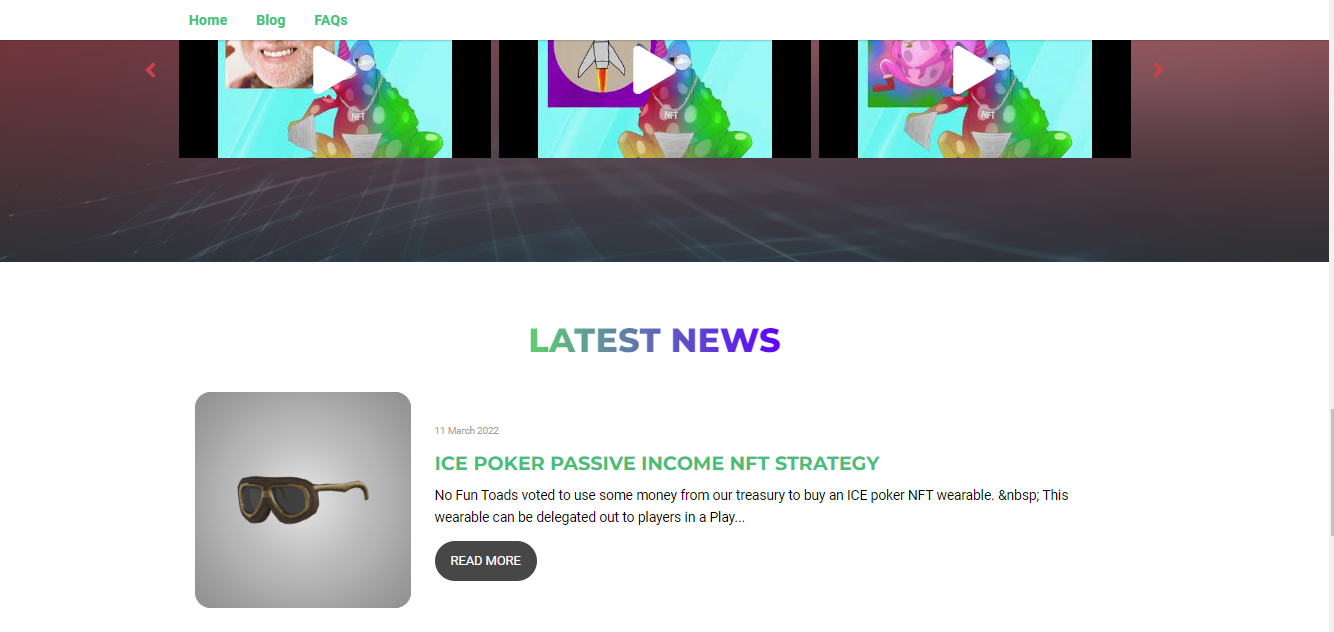 Home Blog FAQs
NFT NFT NFT
LATEST NEWS
11 March 2022
ICE POKER PASSIVE INCOME NFT STRATEGY
No Fun Toads voted to use some money from our treasury to buy an ICE poker NFT wearable. &nbsp; This
wearable can be delegated out to players in a Play...
READ MORE